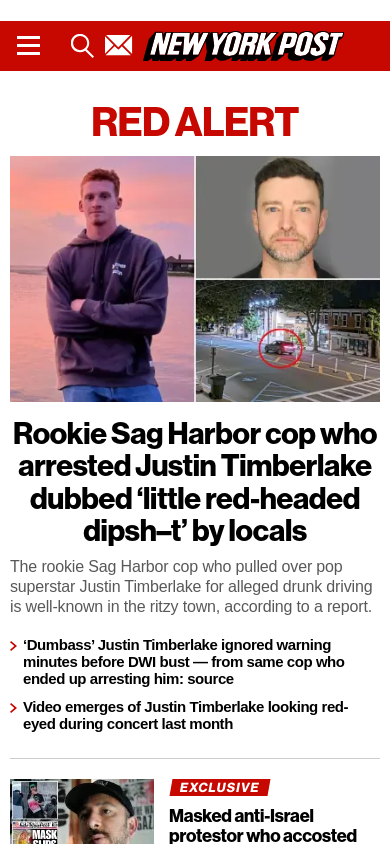 NEW YORK POST
RED ALERT
Rookie Sag Harbor cop who
arrested Justin Timberlake
dubbed ‘little red-headed
dipsh–t’ by locals
The rookie Sag Harbor cop who pulled over pop
superstar Justin Timberlake for alleged drunk driving
is well-known in the ritzy town, according to a report.
‘Dumbass’ Justin Timberlake ignored warning
minutes before DWI bust — from same cop who
ended up arresting him: source
Video emerges of Justin Timberlake looking red-
eyed during concert last month
MASK
EXCLUSIVE
Masked anti-Israel
protestor who accosted